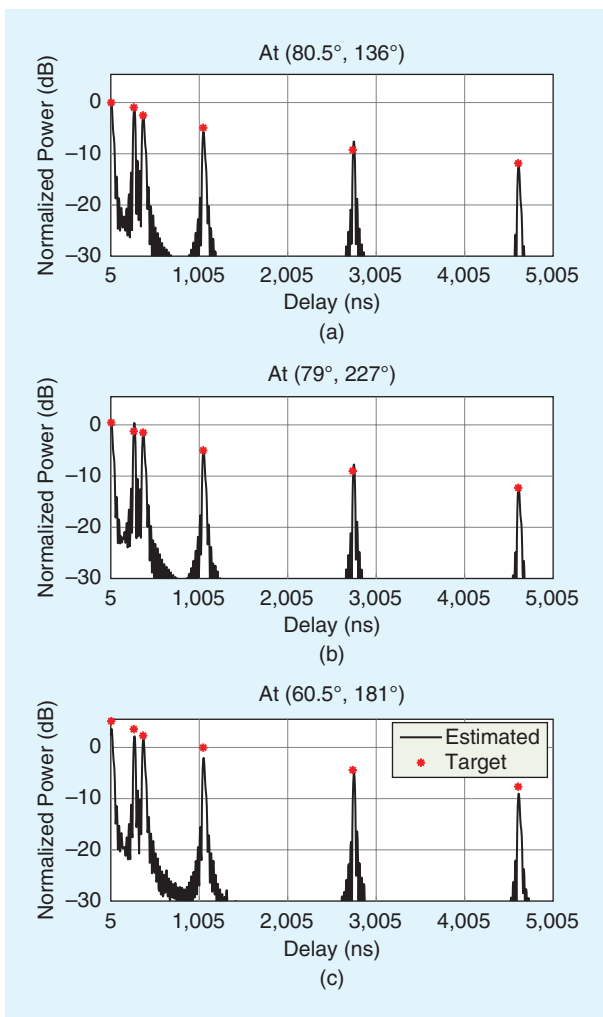 At (80.5°, 136°)
Normalized Power (dB)
0
–10
–20
–30
5 1,005 2,005 3,005 4,005 5,005
Delay (ns)
(a)
At (79°, 227°)
Normalized Power (dB)
0
–10
–20
–30
5 1,005 2,005 3,005 4,005 5,005
Delay (ns)
(b)
At (60.5°, 181°)
Normalized Power (dB)
0
–10
–20
–30
Estimated
Target
5 1,005 2,005 3,005 4,005 5,005
Delay (ns)
(c)